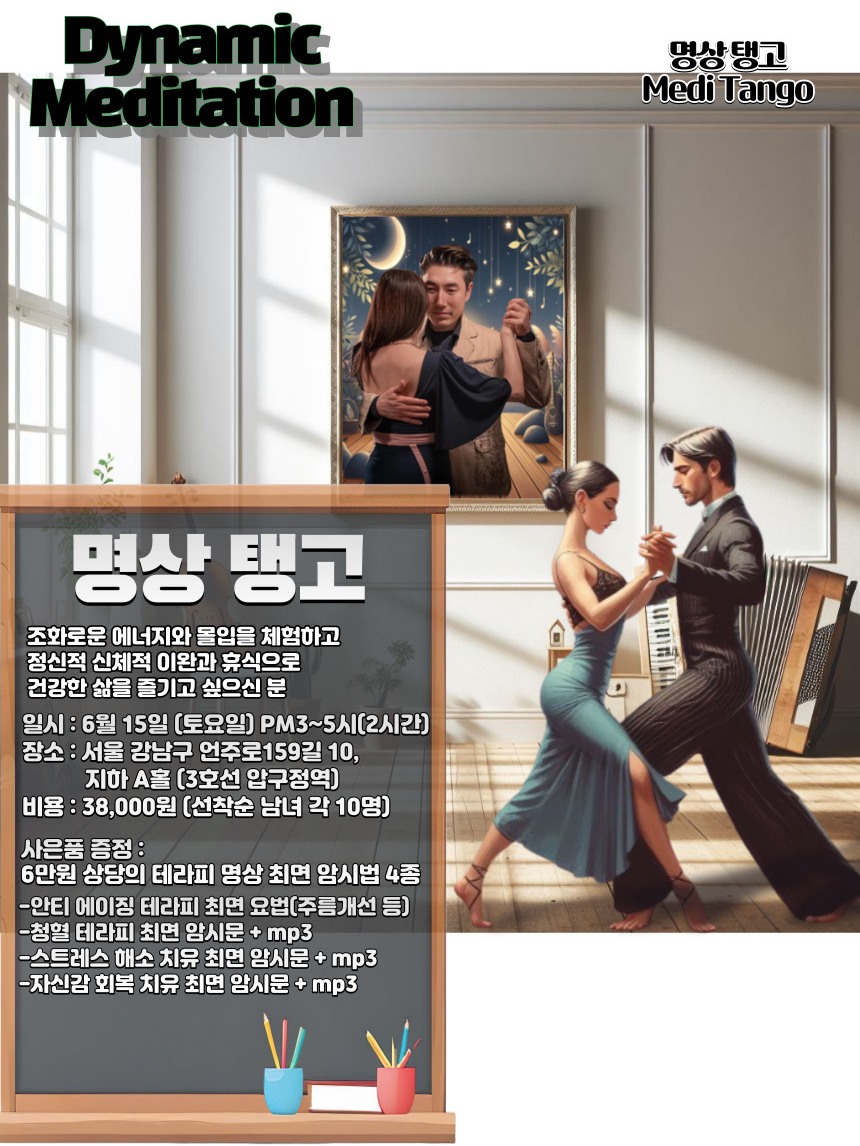 Dynamic
Meditation
명상 탱고
Medi Tango
명상 탱고
조화로운 에너지와 몰입을 체험하고
정신적 신체적 이완과 휴식으로
건강한 삶을 즐기고 싶으신 분
일시 : 6월 15일 (토요일) PM3~5시(2시간)
장소 : 서울 강남구 언주로159길 10,
지하 A홀 (3호선 압구정역)
비용 : 38,000원 (선착순 남녀 각 10명)
사은품 증정 :
6만원 상당의 테라피 명상 최면 암시법 4종
-안티 에이징 테라피 최면 요법(주름개선 등)
-청혈 테라피 최면 암시문 + mp3
-스트레스 해소 치유 최면 암시문 + mp3
-자신감 회복 치유 최면 암시문 + mp3